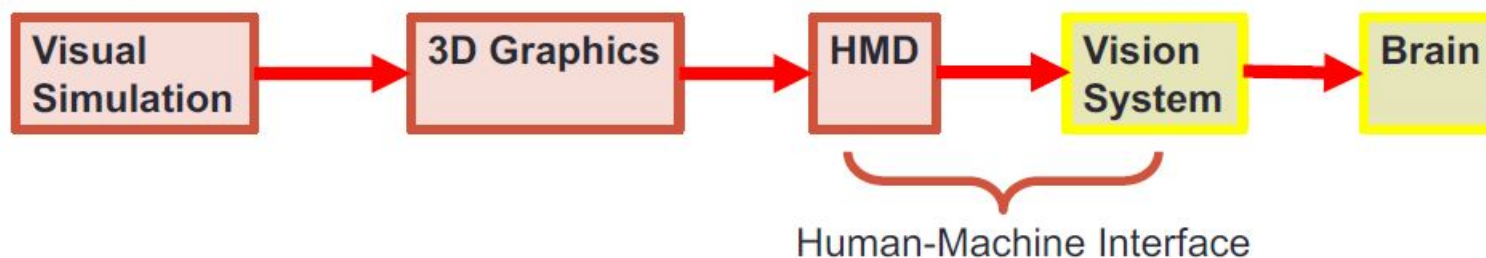 Visual
Simulation
3D Graphics
HMD
Vision
System
Brain
Human-Machine Interface